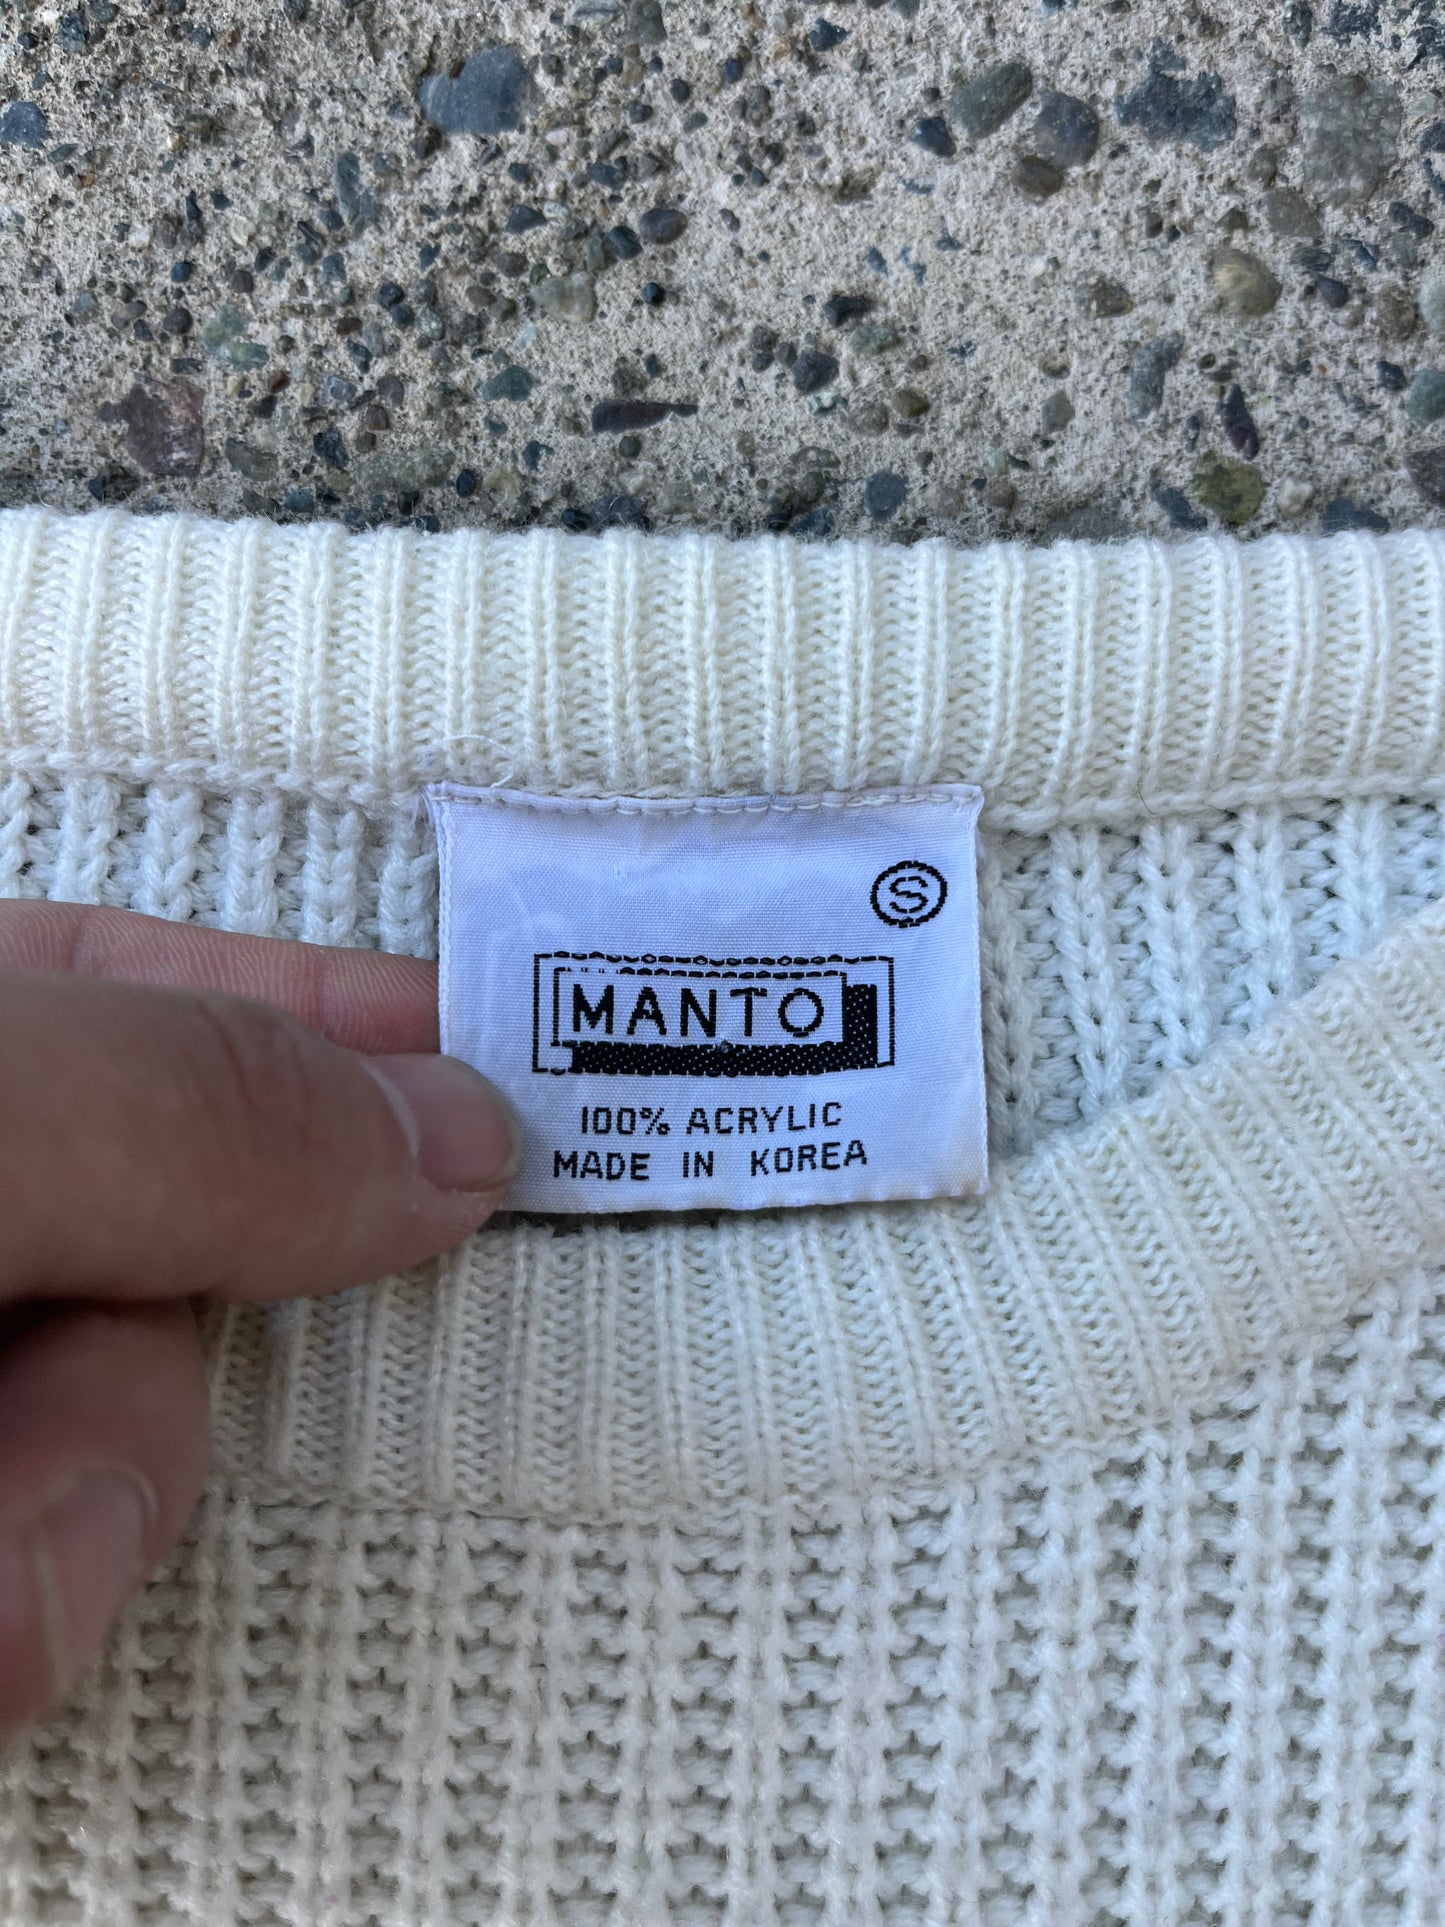 S
MANTO
100% ACRYLIC
MADE IN KOREA